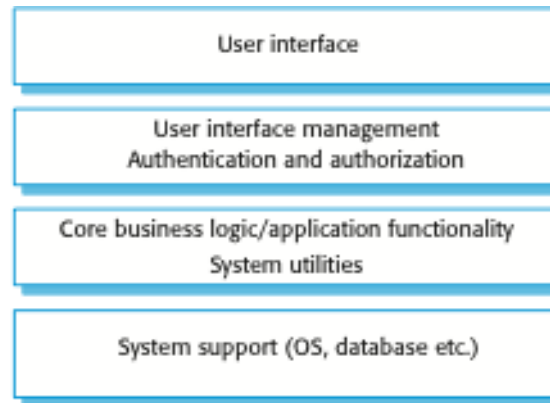 User interface
User interface management
Authentication and authorization
Core business logic/application functionality
System utilities
System support (OS, database etc.)